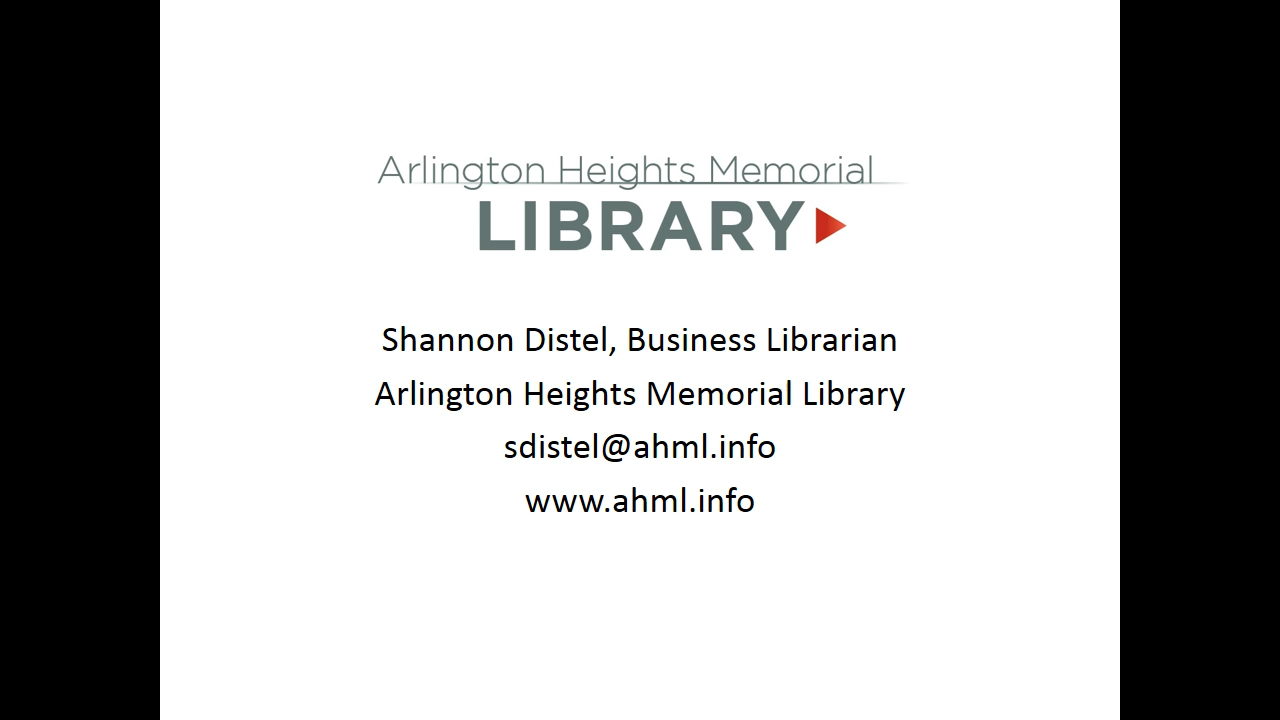 Arlington Heights Memorial
LIBRARY
Shannon Distel, Business Librarian
Arlington Heights Memorial Library
sdistel@ahml.info
www.ahml.info